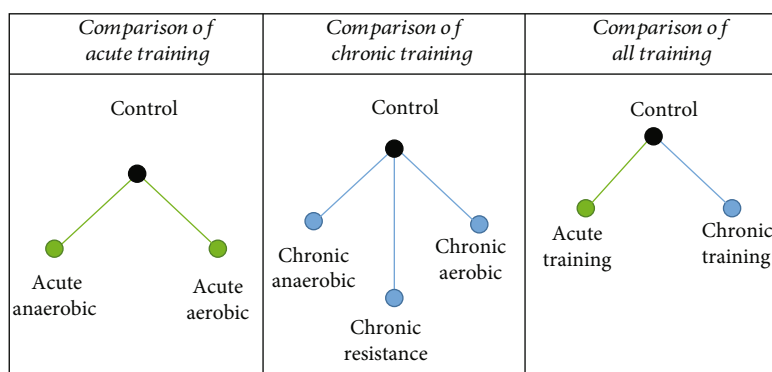 Comparison of
acute training
Comparison of
chronic training
Comparison of
all training
Control
Acute
anaerobic
Acute
aerobic
Control
Chronic
anaerobic
Chronic
resistance
Chronic
aerobic
Control
Acute
training
Chronic
training